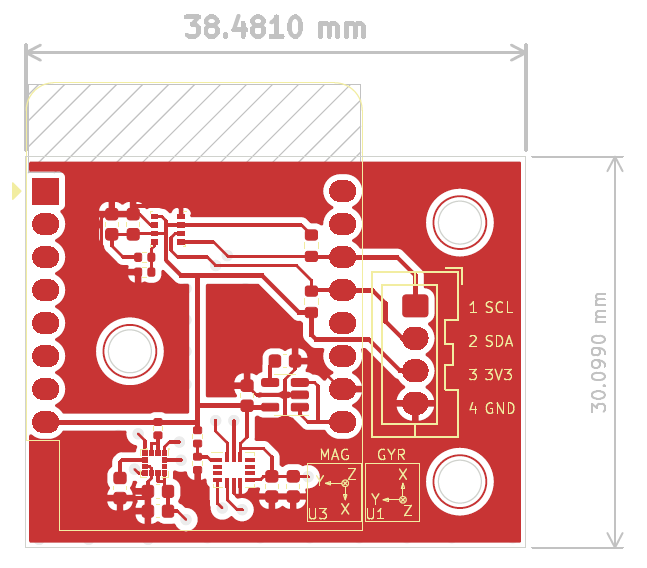 38.4810 mm
1 SCL
2 SDA
30.0990 mm
3 3V3
4 GND
MAG GYR
Z X
Y Y
X Z
U3 U1